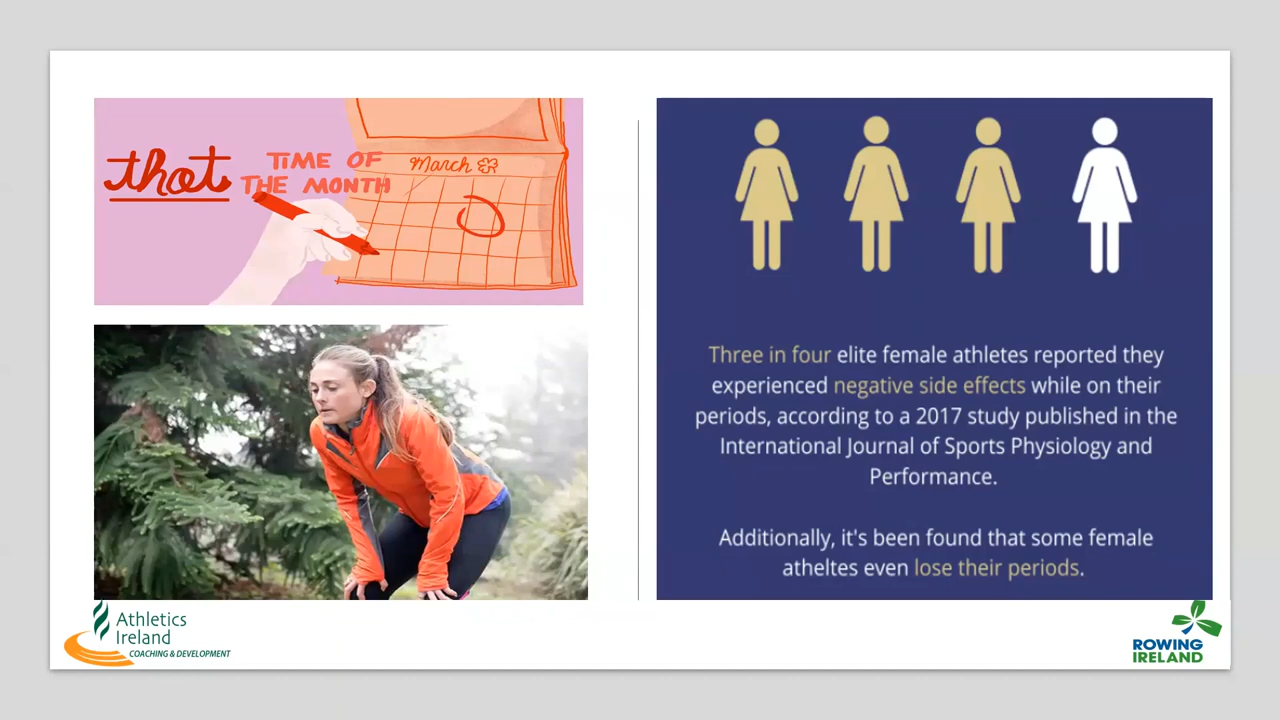 that TIME OF
THE MONTH
March
Three in four elite female athletes reported they
experienced negative side effects while on their
periods, according to a 2017 study published in the
International Journal of Sports Physiology and
Performance.
Additionally, it's been found that some female
atheltes even lose their periods.
Athletics
Ireland
COACHING & DEVELOPMENT
ROWING
IRELAND